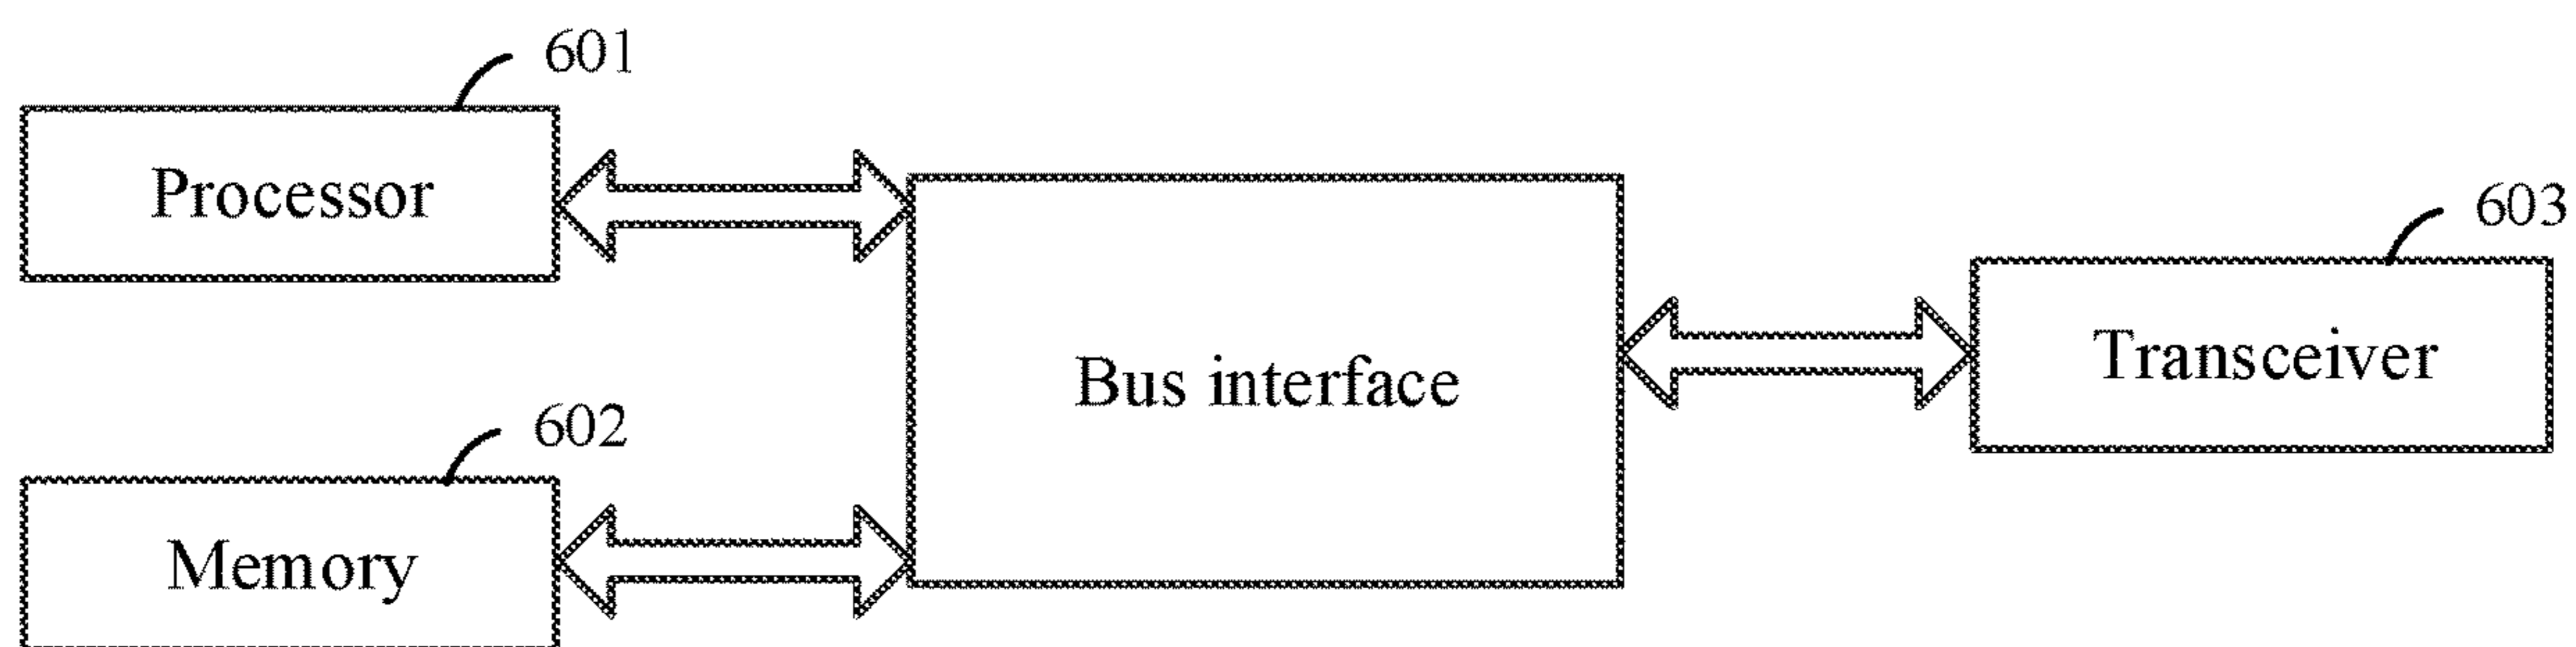 601
Processor
603
Transceiver
Bus interface
602
Memory